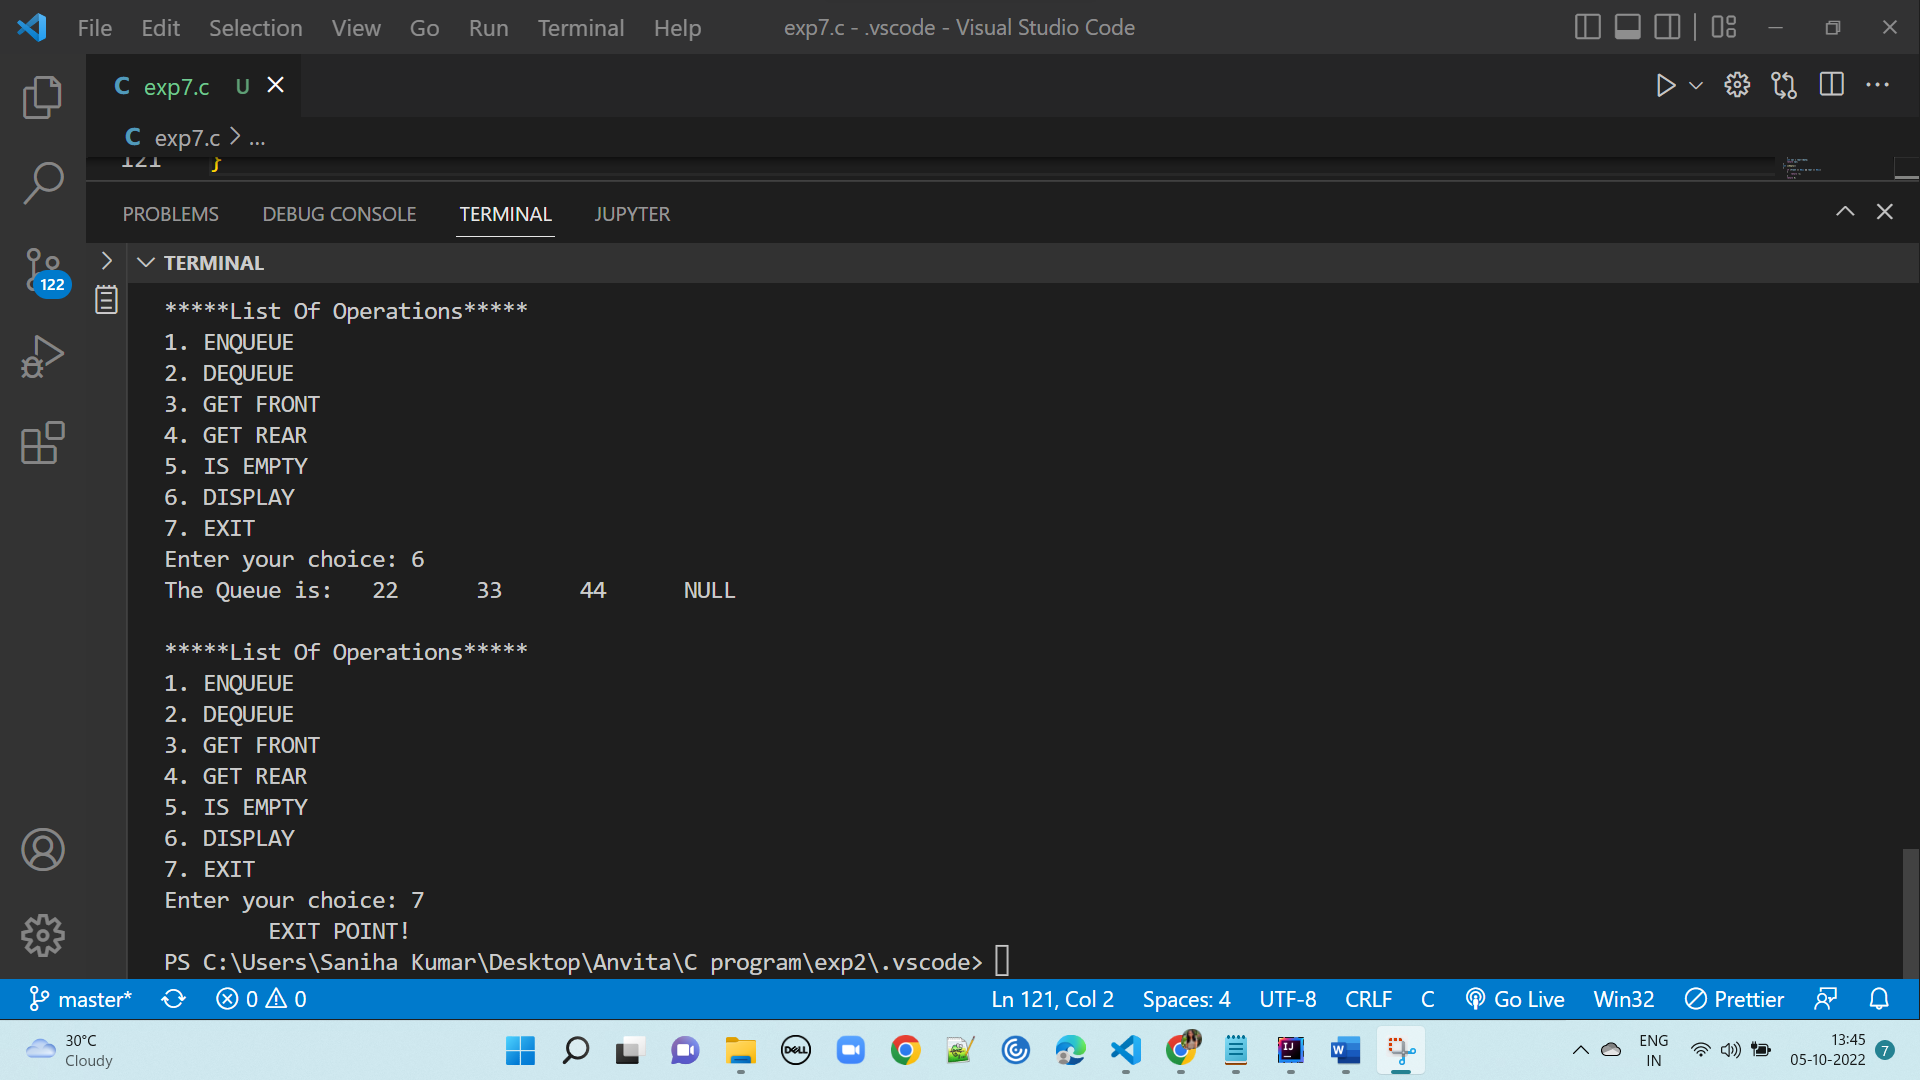 File Edit Selection View Go Run Terminal Help exp7.c - .vscode - Visual Studio Code
C exp7.c U
C exp7.c > ...
121 }
PROBLEMS DEBUG CONSOLE TERMINAL JUPYTER
TERMINAL
122
*****List Of Operations*****
1. ENQUEUE
2. DEQUEUE
3. GET FRONT
4. GET REAR
5. IS EMPTY
6. DISPLAY
7. EXIT
Enter your choice: 6
The Queue is: 22 33 44 NULL
*****List Of Operations*****
1. ENQUEUE
2. DEQUEUE
3. GET FRONT
4. GET REAR
5. IS EMPTY
6. DISPLAY
7. EXIT
Enter your choice: 7
EXIT POINT!
PS C:\Users\Saniha Kumar\Desktop\Anvita\C program\exp2\.vscode>
master* 0 0 Ln 121, Col 2 Spaces: 4 UTF-8 CRLF C Go Live Win32 Prettier
30°C
Cloudy
DELL
IJ
W
ENG
IN
13:45
05-10-2022
7